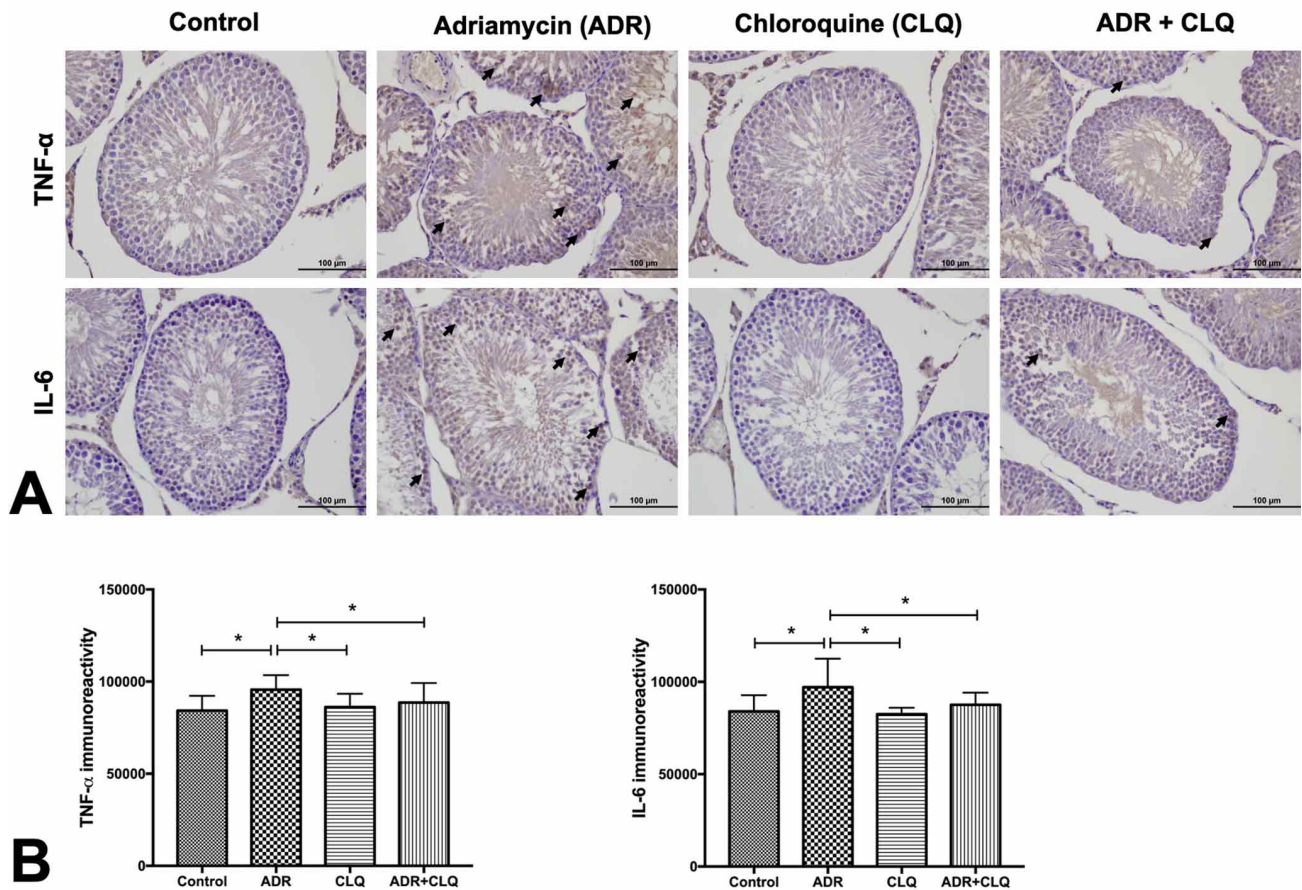 Control
Adriamycin (ADR)
Chloroquine (CLQ)
ADR + CLQ
TNF-α
100 µm
100 µm
100 µm
100 µm
IL-6
100 µm
100 µm
100 µm
100 µm
A
B
TNF-α immunoreactivity
150000
100000
50000
0
*
*
*
Control
ADR
CLQ
ADR+CLQ
IL-6 immunoreactivity
150000
100000
50000
0
*
*
*
Control
ADR
CLQ
ADR+CLQ